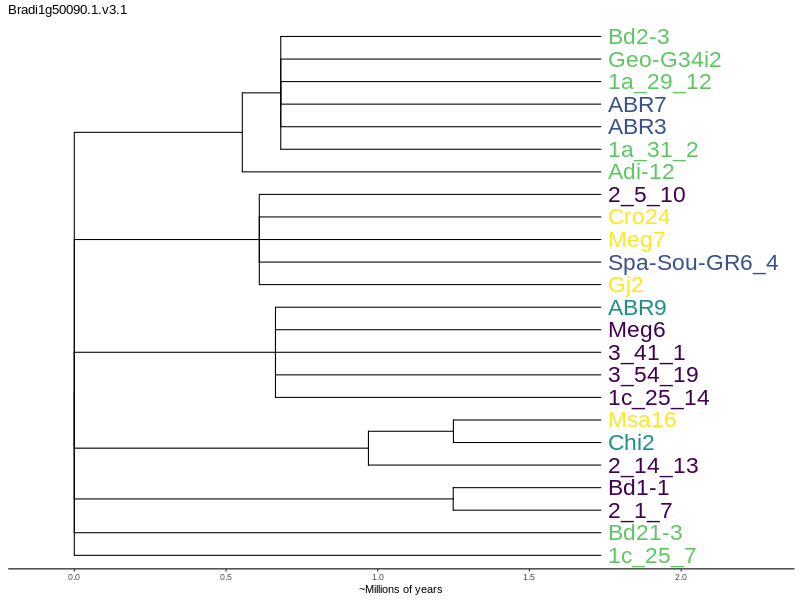 Bradi1g50090.1.v3.1
Bd2-3
Geo-G34i2
1a_29_12
ABR7
ABR3
1a_31_2
Adi-12
2_5_10
Cro24
Meg7
Spa-Sou-GR6_4
Gj2
ABR9
Meg6
3_41_1
3_54_19
1c_25_14
Msa16
Chi2
2_14_13
Bd1-1
2_1_7
Bd21-3
1c_25_7
0.0 0.5 1.0 1.5 2.0
~Millions of years